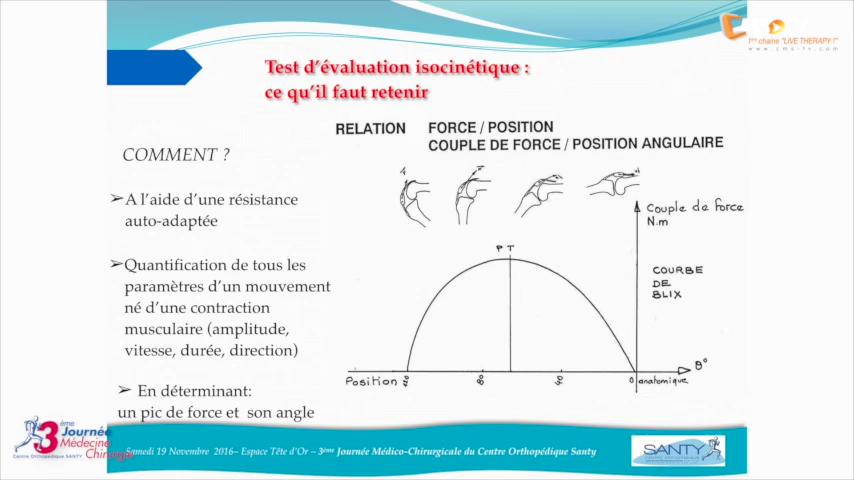 1ère chaîne "LIVE THERAPY !"
www.cms-tv.com
Test d'évaluation isocinétique :
ce qu'il faut retenir
RELATION FORCE / POSITION
COUPLE DE FORCE / POSITION ANGULAIRE
COMMENT ?
➢A l'aide d'une résistance
auto-adaptée
➢Quantification de tous les
paramètres d'un mouvement
né d'une contraction
musculaire (amplitude,
vitesse, durée, direction)
➢ En déterminant:
un pic de force et son angle
Couple de force
N.m
PT
COURBE
DE
BLIX
θ°
Position
0 anatomique
3ème Journée
Médecine
Chirurgie
Centre Orthopédique SANTY
Samedi 19 Novembre 2016– Espace Tête d'Or – 3ème Journée Médico-Chirurgicale du Centre Orthopédique Santy
SANTY